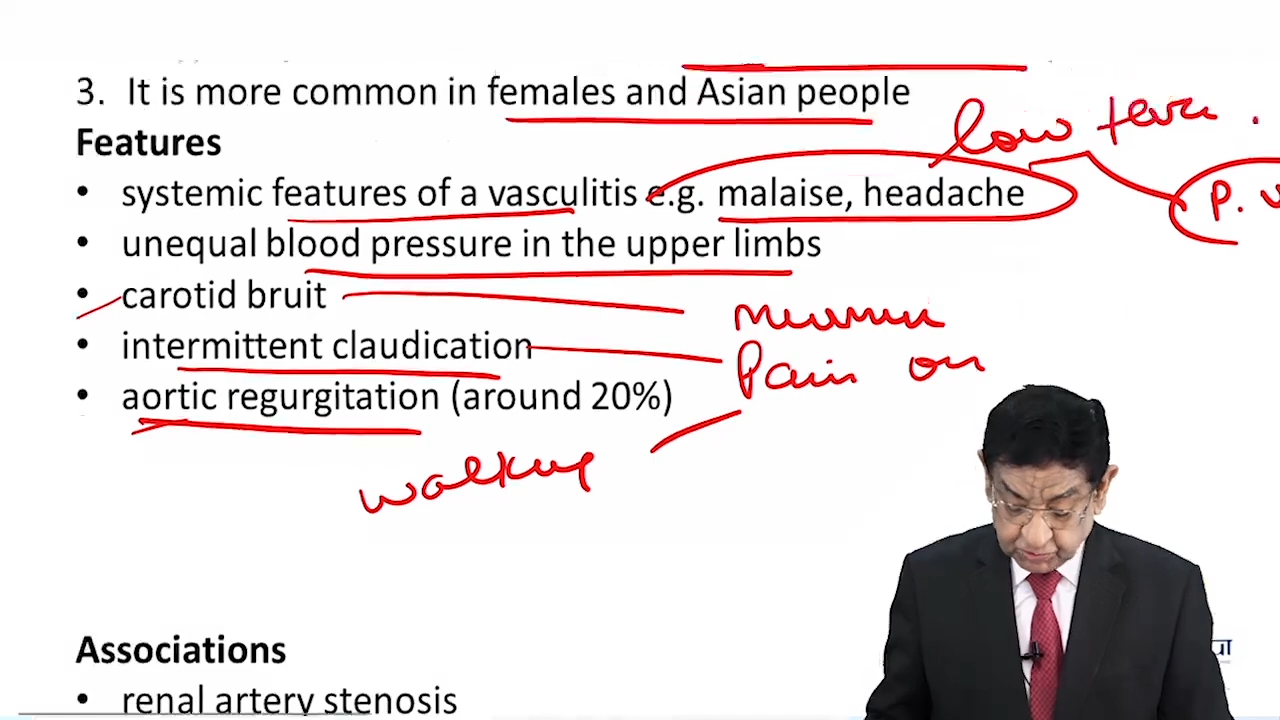 3. It is more common in females and Asian people
low
Features
• systemic features of a vasculitis e.g. malaise, headache
P.
• unequal blood pressure in the upper limbs
• carotid bruit
• intermittent claudication
Pain on
• aortic regurgitation (around 20%)
walking
Associations
• renal artery stenosis